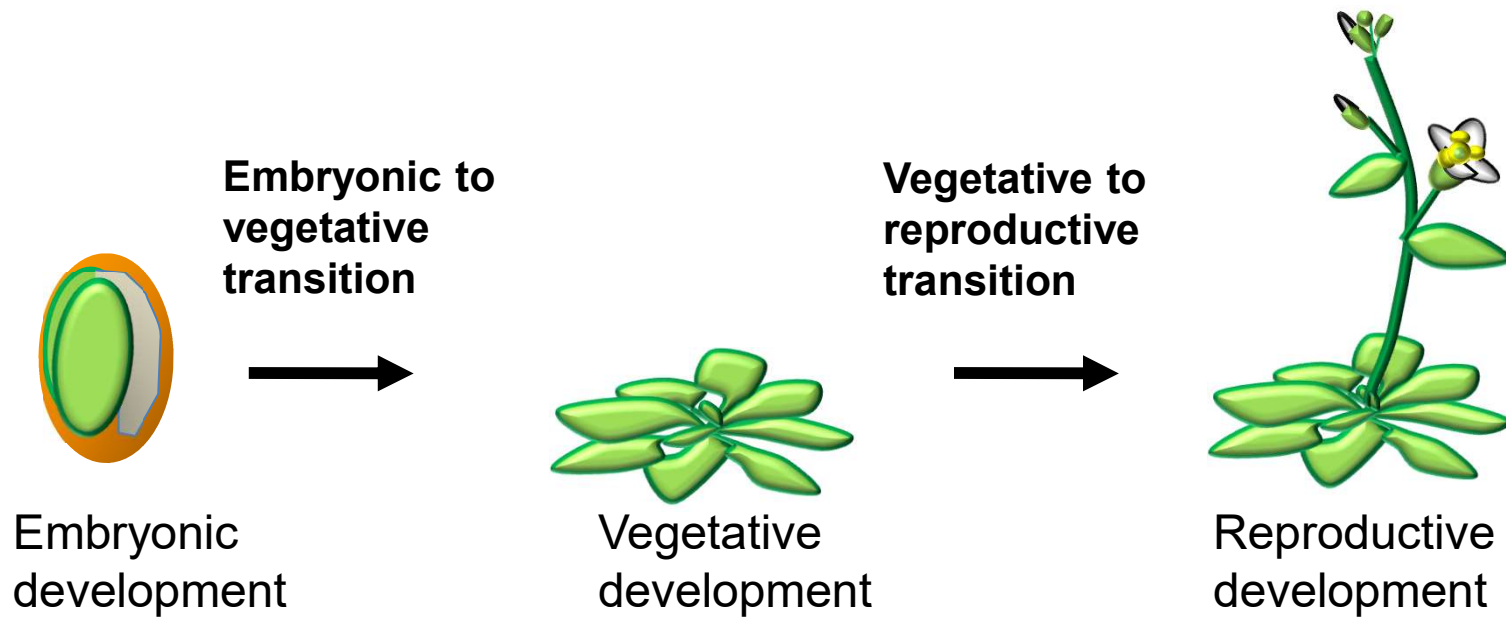 Embryonic to
vegetative
transition
Vegetative to
reproductive
transition
Embryonic
development
Vegetative
development
Reproductive
development